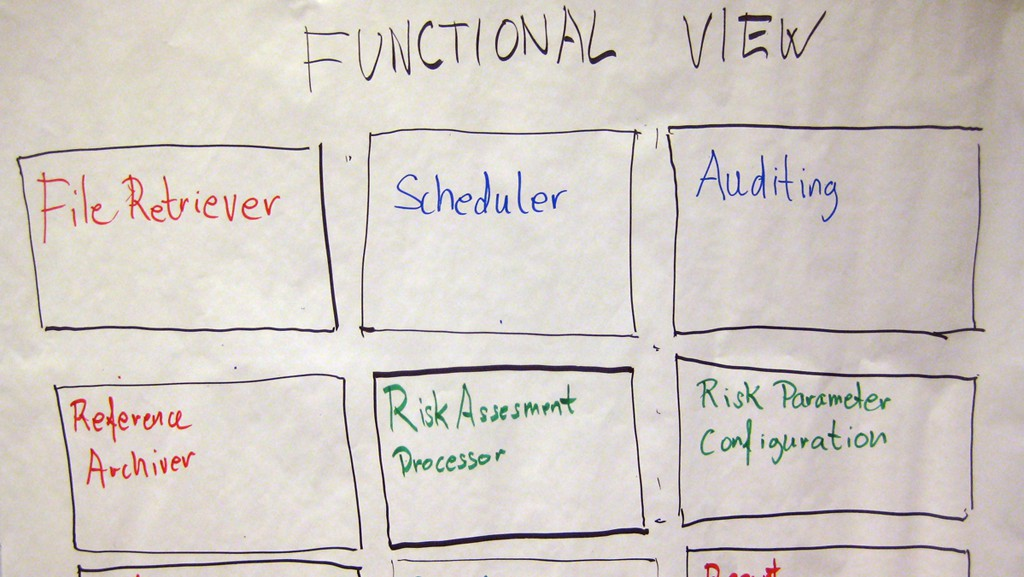 FUNCTIONAL VIEW
File Retriever
Scheduler
Auditing
Reference
Archiver
Risk Assesment
Processor
Risk Parameter
Configuration